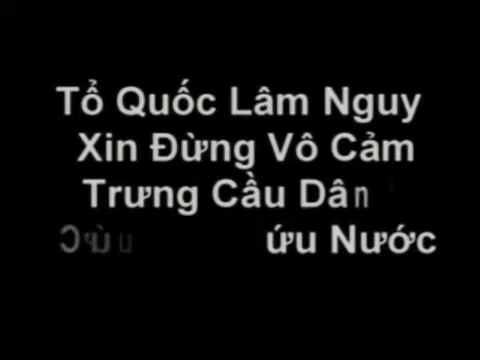 Tổ Quốc Lâm Nguy
Xin Đừng Vô Cảm
Trưng Cầu Dân
Nước